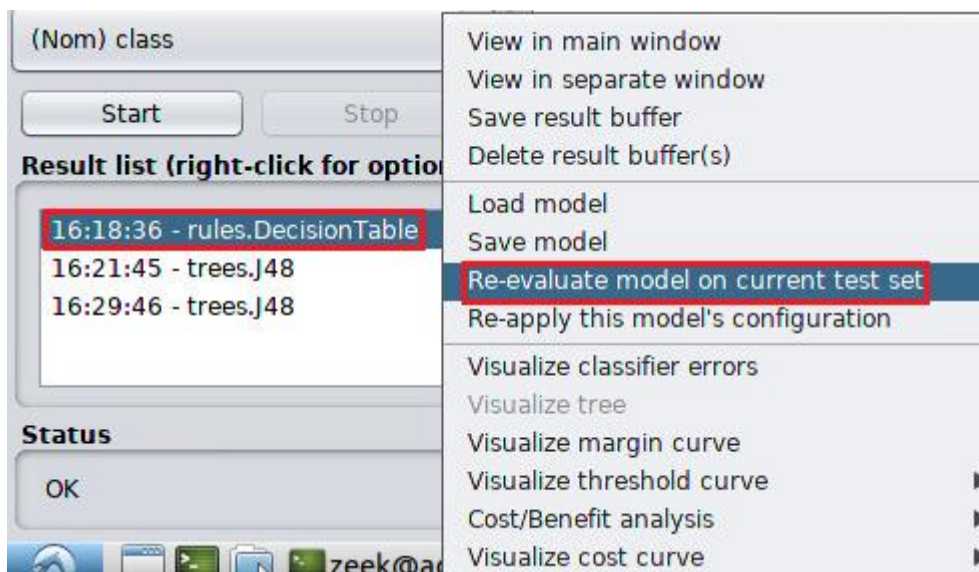 (Nom) class
Start
Stop
Result list (right-click for optio
16:18:36 - rules.DecisionTable
16:21:45 - trees.J48
16:29:46 - trees.J48
Status
OK
zeek@a
View in main window
View in separate window
Save result buffer
Delete result buffer(s)
Load model
Save model
Re-evaluate model on current test set
Re-apply this model's configuration
Visualize classifier errors
Visualize tree
Visualize margin curve
Visualize threshold curve
Cost/Benefit analysis
Visualize cost curve